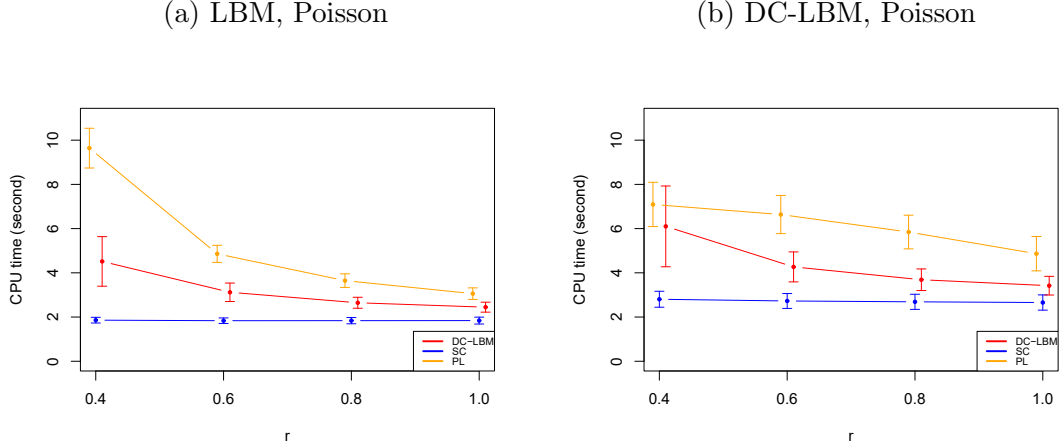 (a) LBM, Poisson
(b) DC-LBM, Poisson
CPU time (second)
10
8
6
4
2
0
0.4 0.6 0.8 1.0
r
DC−LBM
SC
PL
CPU time (second)
10
8
6
4
2
0
0.4 0.6 0.8 1.0
r
DC−LBM
SC
PL